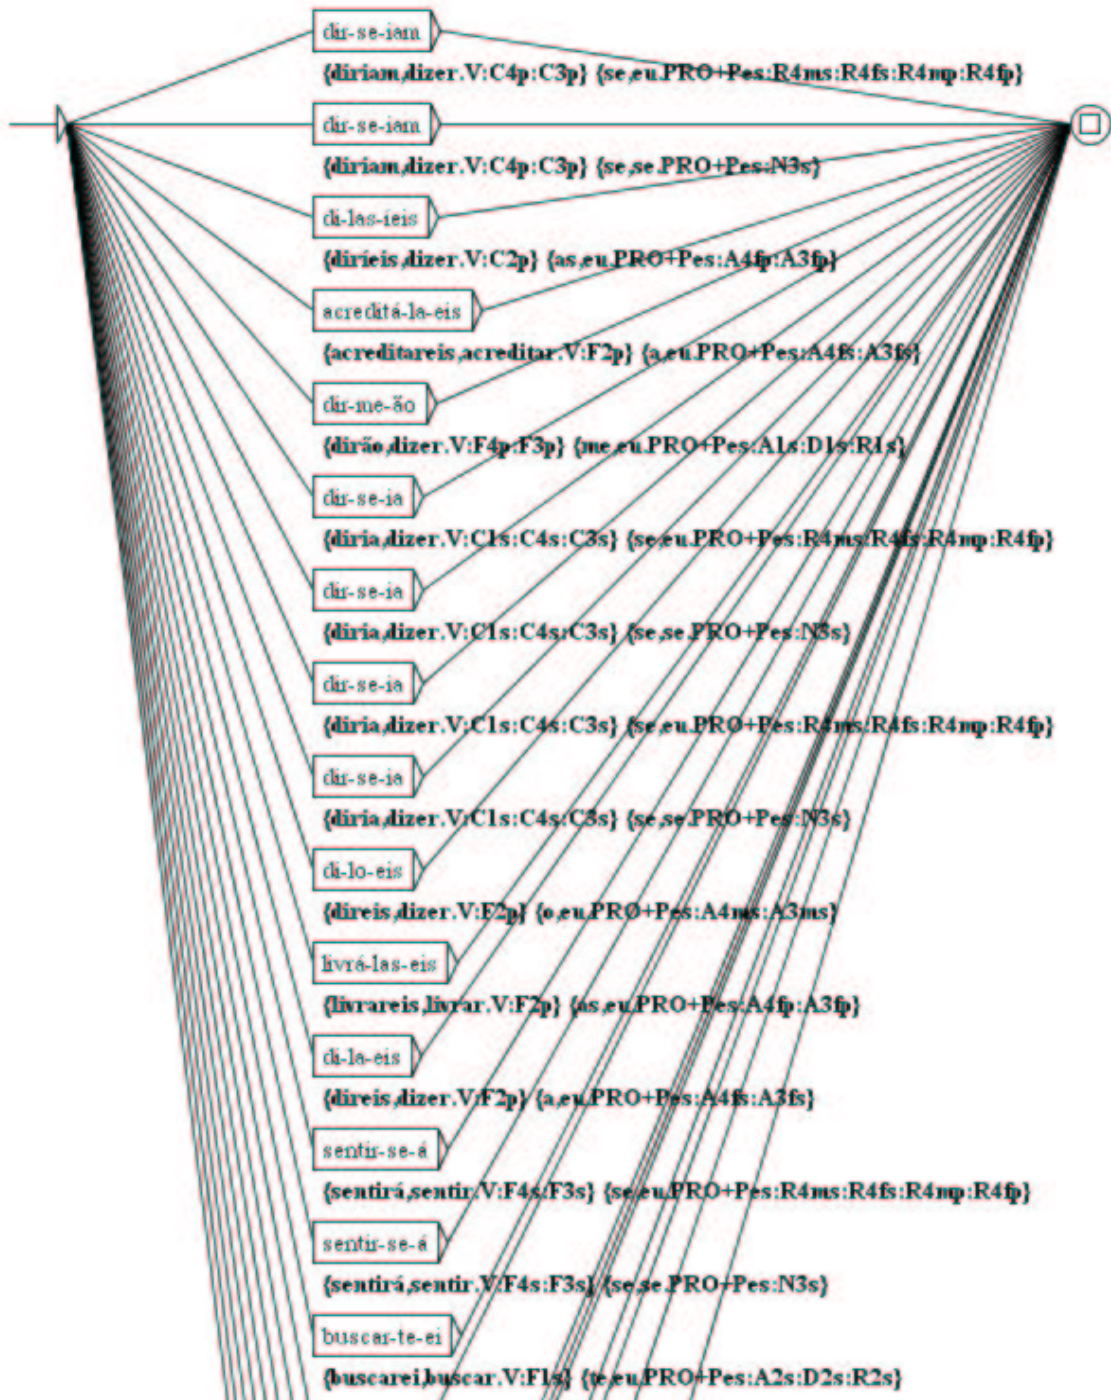 dir-se-iam
{diriam,dizer.V:C4p:C3p} {se,eu.PRO+Pes:R4ms:R4fs:R4mp:R4fp}
dir-se-iam
{diriam,dizer.V:C4p:C3p} {se,se.PRO+Pes:N3s}
di-las-íeis
{diríeis,dizer.V:C2p} {as,eu.PRO+Pes:A4fp:A3fp}
acreditá-la-eis
{acreditareis,acreditar.V:F2p} {a,eu.PRO+Pes:A4fs:A3fs}
dir-me-ão
{dirão,dizer.V:F4p:F3p} {me,eu.PRO+Pes:A1s:D1s:R1s}
dir-se-ia
{diria,dizer.V:C1s:C4s:C3s} {se,eu.PRO+Pes:R4ms:R4fs:R4mp:R4fp}
dir-se-ia
{diria,dizer.V:C1s:C4s:C3s} {se,se.PRO+Pes:N3s}
dir-se-ia
{diria,dizer.V:C1s:C4s:C3s} {se,eu.PRO+Pes:R4ms:R4fs:R4mp:R4fp}
dir-se-ia
{diria,dizer.V:C1s:C4s:C3s} {se,se.PRO+Pes:N3s}
di-lo-eis
{direis,dizer.V:F2p} {o,eu.PRO+Pes:A4ms:A3ms}
livrá-las-eis
{livrareis,livrar.V:F2p} {as,eu.PRO+Pes:A4fp:A3fp}
di-la-eis
{direis,dizer.V:F2p} {a,eu.PRO+Pes:A4fs:A3fs}
sentir-se-á
{sentirá,sentir.V:F4s:F3s} {se,eu.PRO+Pes:R4ms:R4fs:R4mp:R4fp}
sentir-se-á
{sentirá,sentir.V:F4s:F3s} {se,se.PRO+Pes:N3s}
buscar-te-ei
{buscarei,buscar.V:F1s} {te,eu.PRO+Pes:A2s:D2s:R2s}